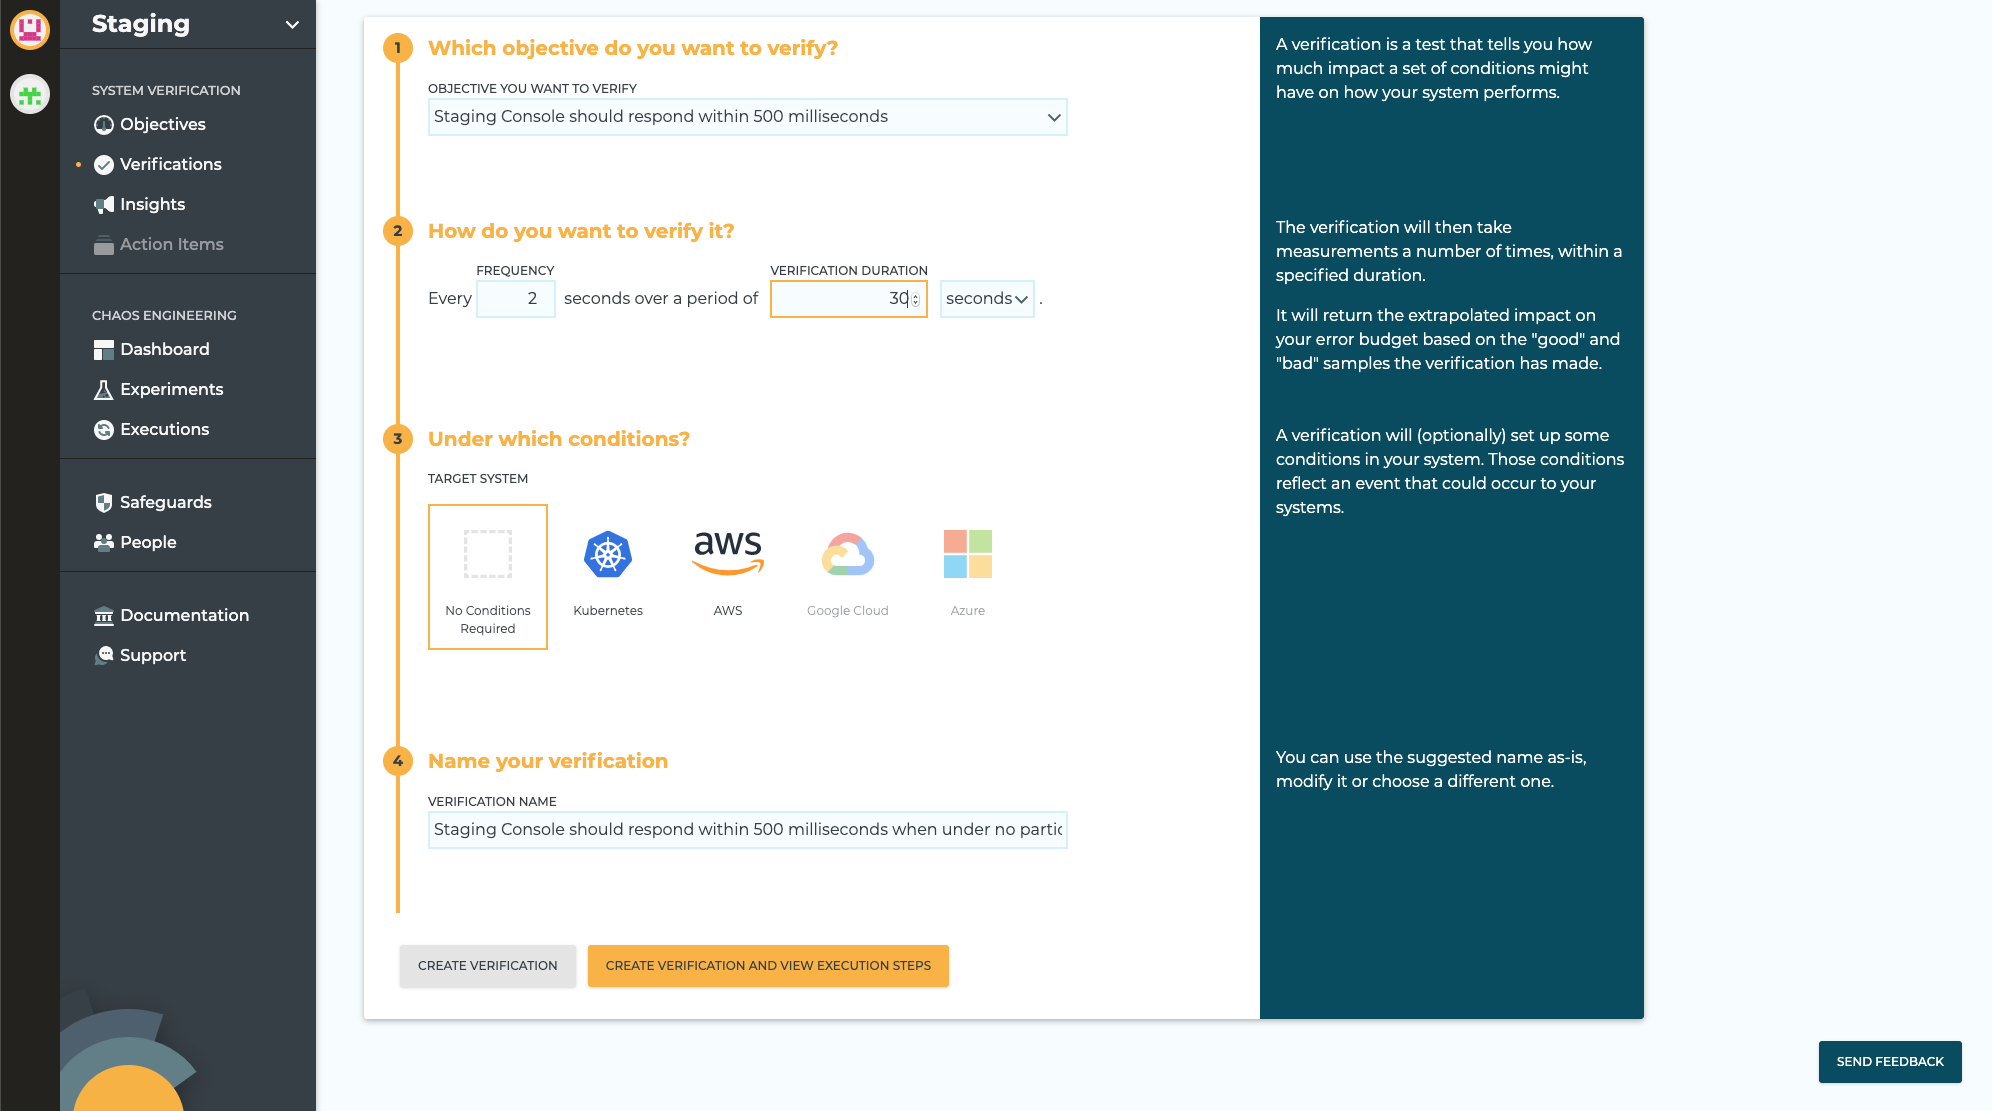 Staging
SYSTEM VERIFICATION
Objectives
Verifications
Insights
Action Items
CHAOS ENGINEERING
Dashboard
Experiments
Executions
Safeguards
People
Documentation
Support
1 Which objective do you want to verify?
OBJECTIVE YOU WANT TO VERIFY
Staging Console should respond within 500 milliseconds
2 How do you want to verify it?
FREQUENCY VERIFICATION DURATION
Every 2 seconds over a period of 30 seconds .
3 Under which conditions?
TARGET SYSTEM
aws
No Conditions
Required
Kubernetes
AWS
Google Cloud
Azure
4 Name your verification
VERIFICATION NAME
Staging Console should respond within 500 milliseconds when under no partic
CREATE VERIFICATION
CREATE VERIFICATION AND VIEW EXECUTION STEPS
A verification is a test that tells you how
much impact a set of conditions might
have on how your system performs.
The verification will then take
measurements a number of times, within a
specified duration.
It will return the extrapolated impact on
your error budget based on the "good" and
"bad" samples the verification has made.
A verification will (optionally) set up some
conditions in your system. Those conditions
reflect an event that could occur to your
systems.
You can use the suggested name as-is,
modify it or choose a different one.
SEND FEEDBACK